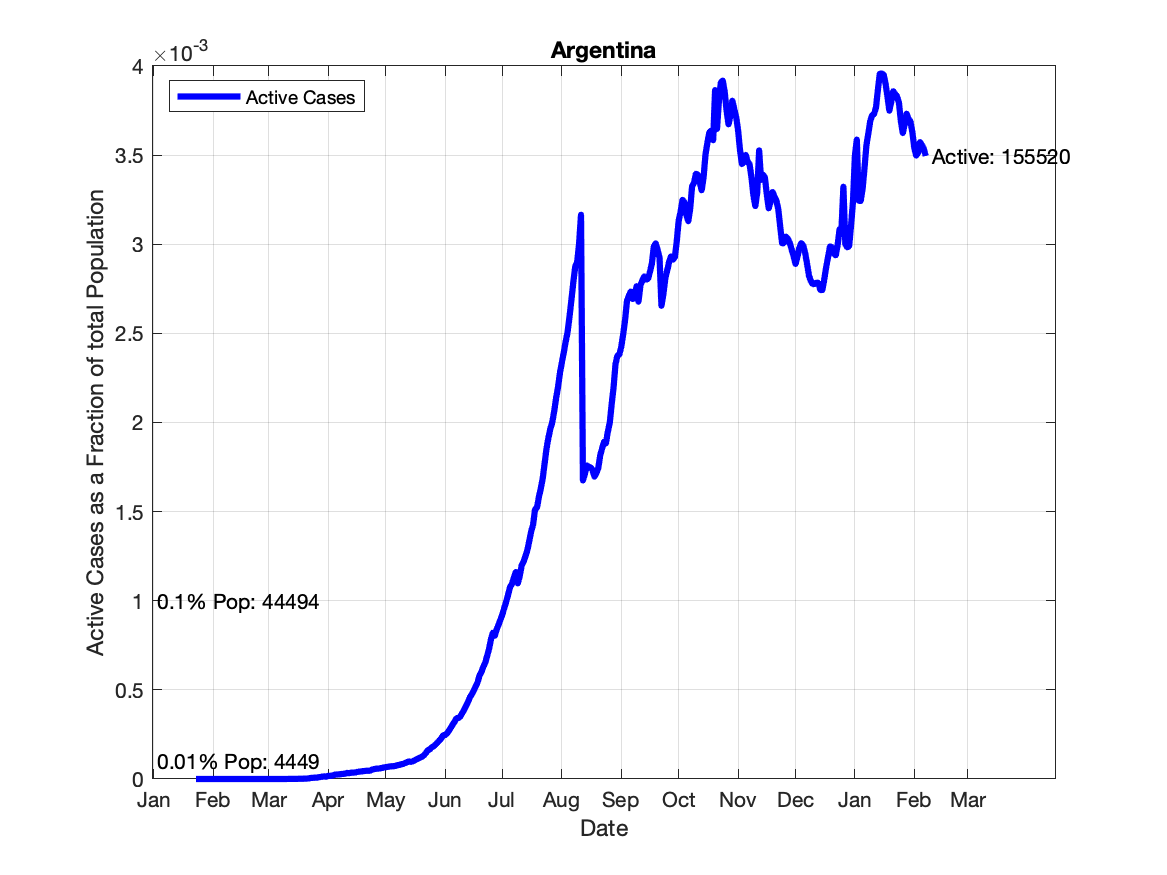 Argentina
×10-3
Active Cases
4
3.5
3
2.5
2
1.5
1
0.5
0
Active Cases as a Fraction of total Population
Active: 155520
0.1% Pop: 44494
0.01% Pop: 4449
Jan Feb Mar Apr May Jun Jul Aug Sep Oct Nov Dec Jan Feb Mar
Date